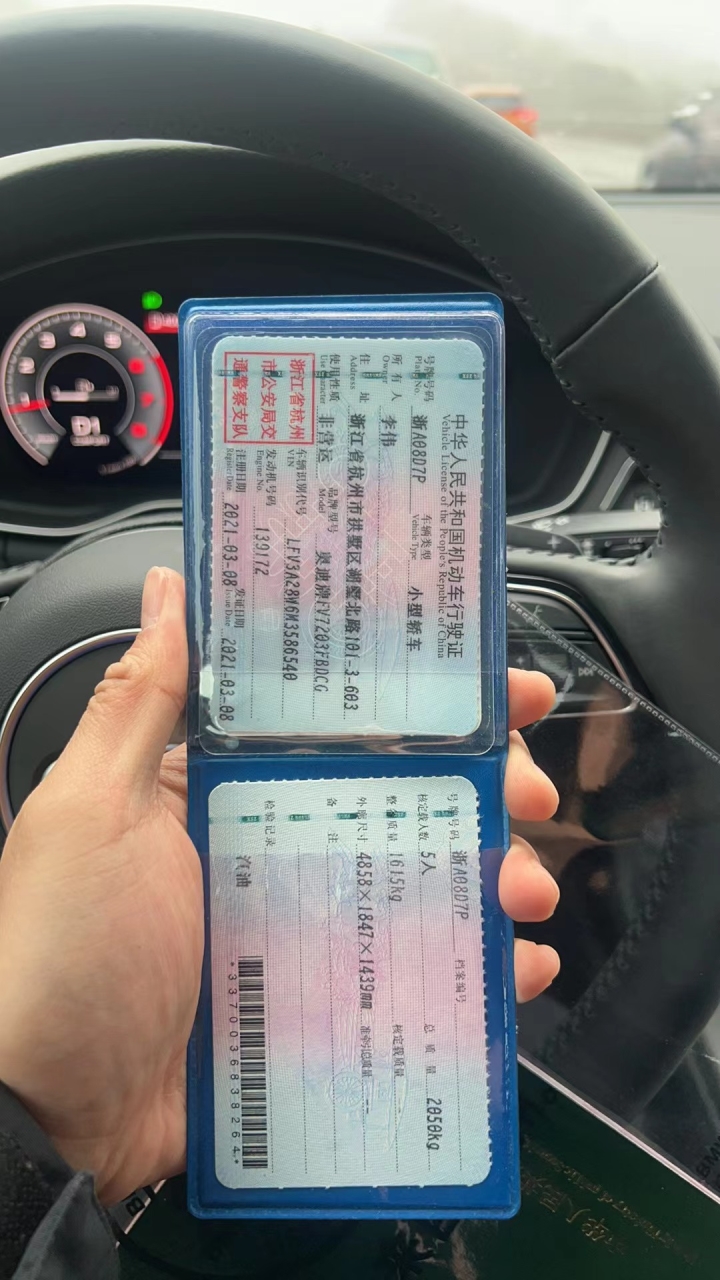 中华人民共和国机动车行驶证
Vehicle License of the People's Republic of China
号牌号码 浙A08D7P 车辆类型 小型轿车
Plate No. Vehicle Type
所有人 李伟
Owner
住址 浙江省杭州市拱墅区湖墅北路101-3-603
Address
使用性质 非营运 品牌型号 奥迪牌FV7203FBDCG
Use Character Model
浙江省杭州市公安局交通警察支队
车辆识别代号 LFV3A28W6M3586540
VIN
发动机号码 139172
Engine No.
注册日期 2021-03-08 发证日期 2021-03-08
Register Date Issue Date
号牌号码 浙A08D7P 档案编号
核定载人数 5人 总质量 2050kg
整备质量 1615kg 核定载质量
外廓尺寸 4858×1847×1439mm 准牵引总质量 --
备注
检验记录 汽油
*3370036838264*